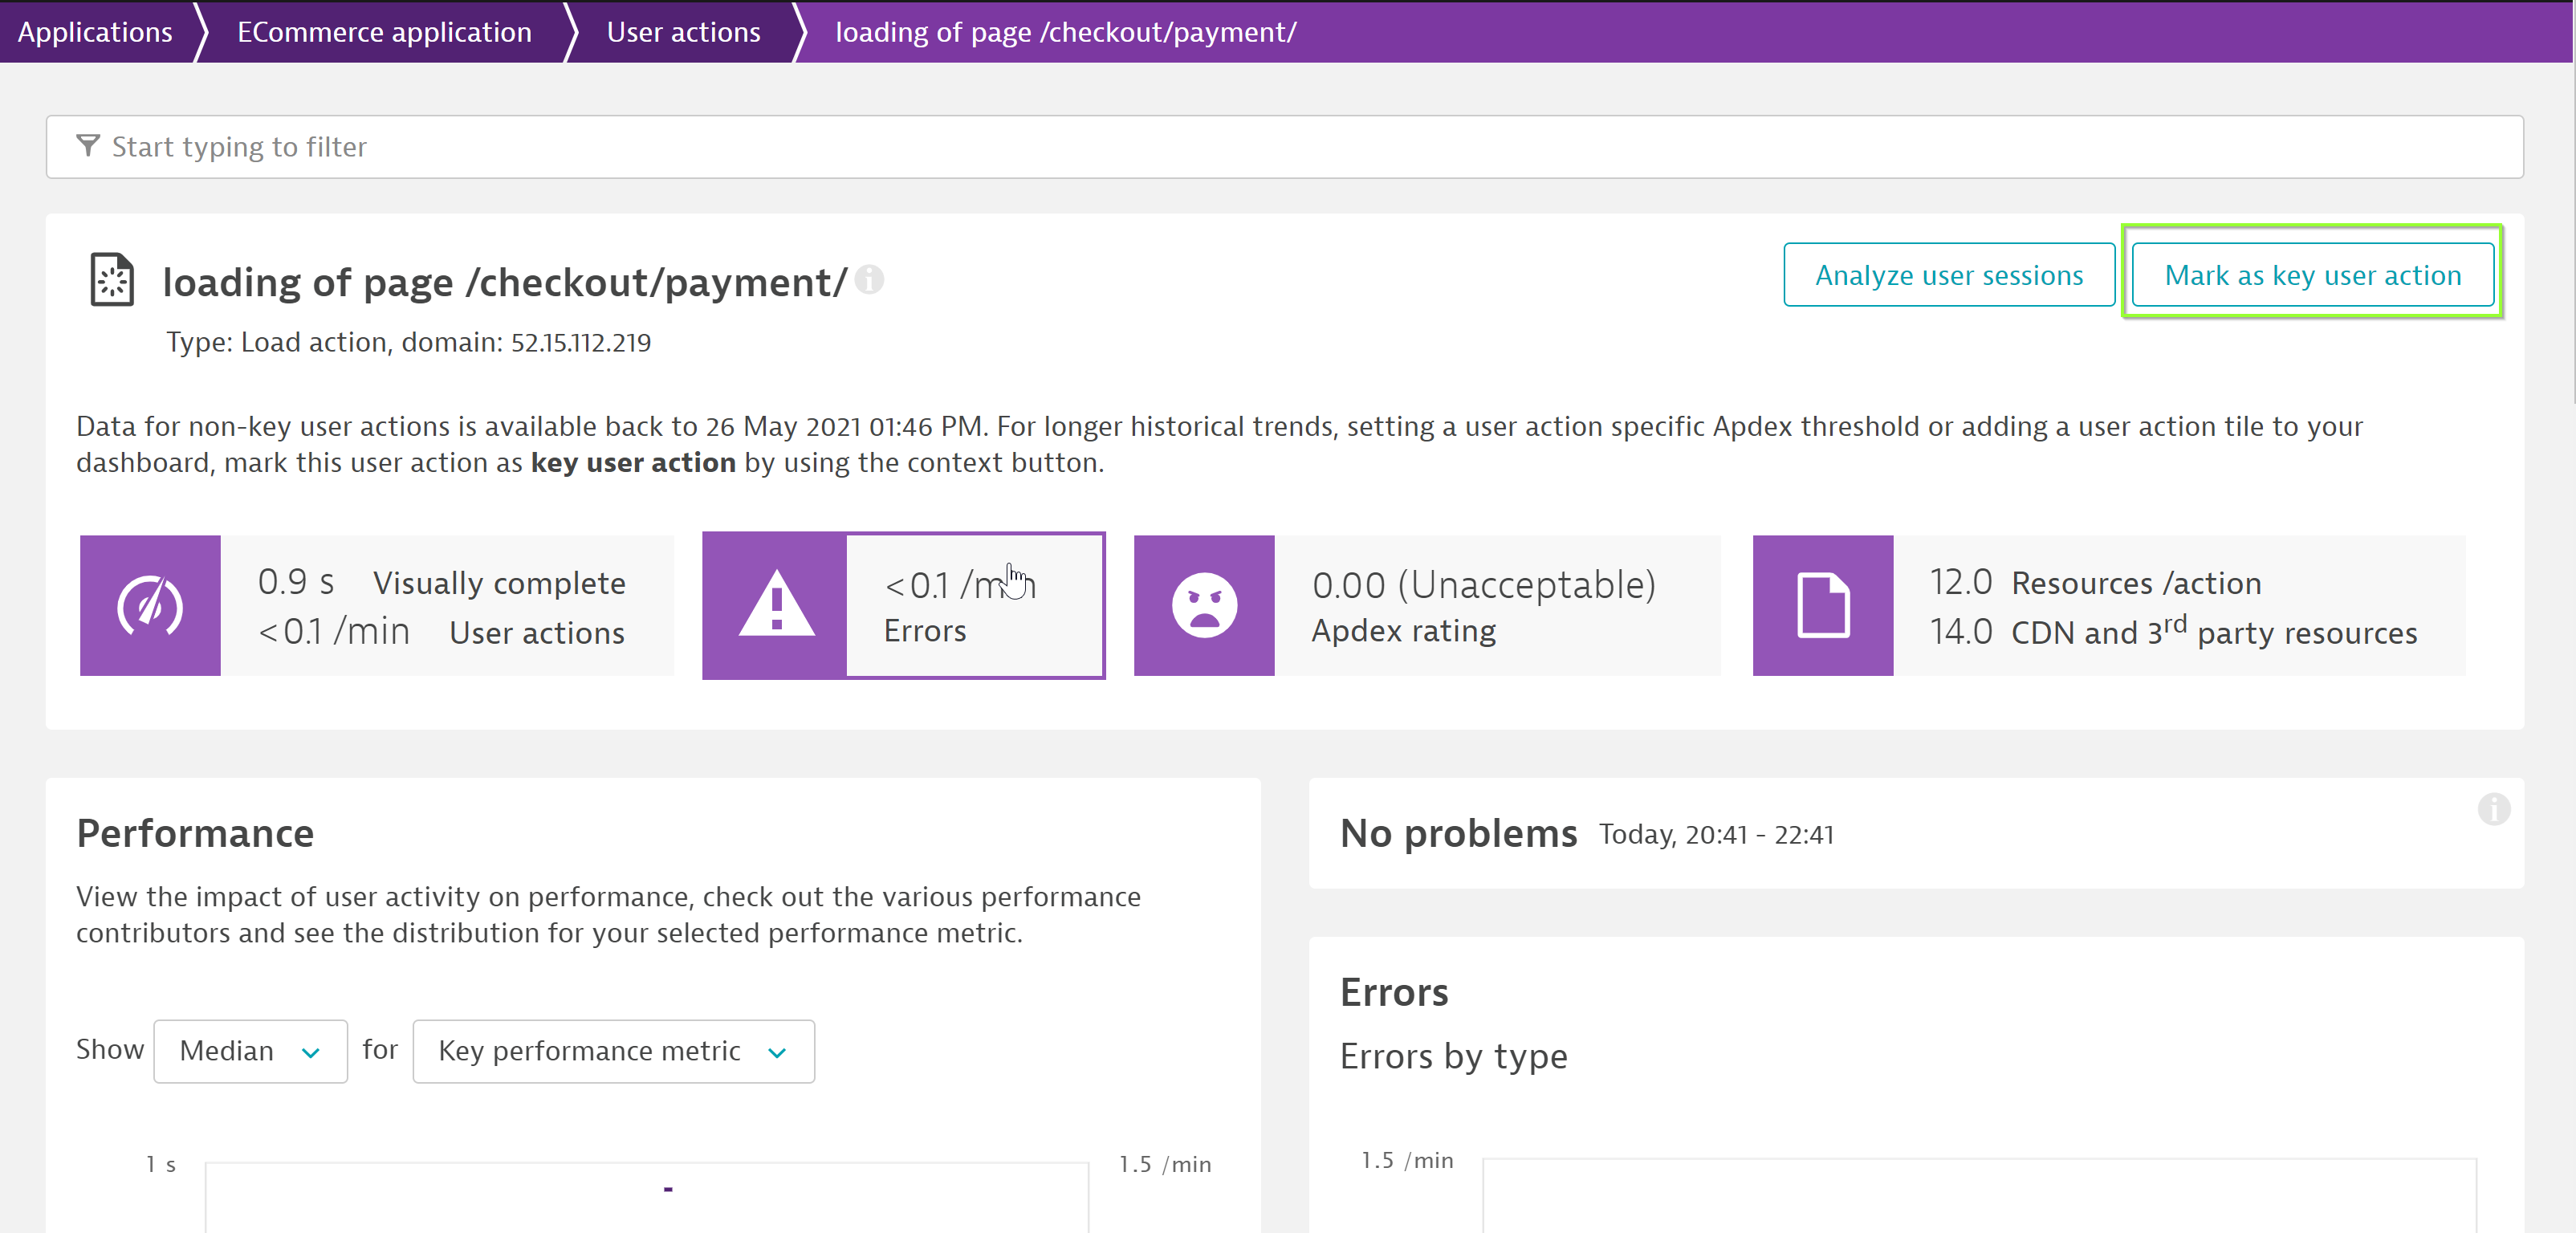 Applications
ECommerce application
User actions
loading of page /checkout/payment/
Start typing to filter
loading of page /checkout/payment/
Analyze user sessions
Mark as key user action
Type: Load action, domain: 52.15.112.219
Data for non-key user actions is available back to 26 May 2021 01:46 PM. For longer historical trends, setting a user action specific Apdex threshold or adding a user action tile to your
dashboard, mark this user action as key user action by using the context button.
0.9 s Visually complete
<0.1 /min User actions
<0.1 /min
Errors
0.00 (Unacceptable)
Apdex rating
12.0 Resources /action
14.0 CDN and 3rd party resources
Performance
View the impact of user activity on performance, check out the various performance
contributors and see the distribution for your selected performance metric.
Show Median for Key performance metric
1 s
1.5 /min
No problems Today, 20:41 - 22:41
Errors
Errors by type
1.5 /min